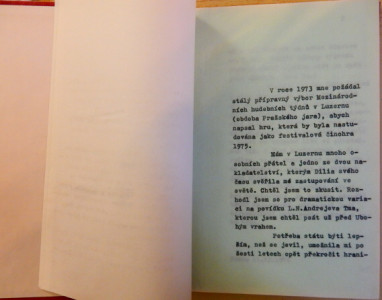 V roce 1973 mne požádal
stálý přípravný výbor Mezinárod-
ních hudebních týdnů v Luzernu
(obdoba Pražského jara), abych
napsal hru, která by byla nastu-
dována jako festivalová činohra
1975.
Mám v Luzernu mnoho o-
sobních přátel a jedno ze dvou na-
kladatelství, kterým Dilia svého
času svěřila mé zastupování ve
světě. Chtěl jsem to zkusit. Roz-
hodl jsem se pro dramatickou varia-
ci na povídku L.N.Andrejeva Tma,
kterou jsem chtěl psát už před Ubo-
hým vrahem.
Potřeba státu býti lep-
ším, než se jevil, umožnila mi po
šesti letech opět překročit hrani-